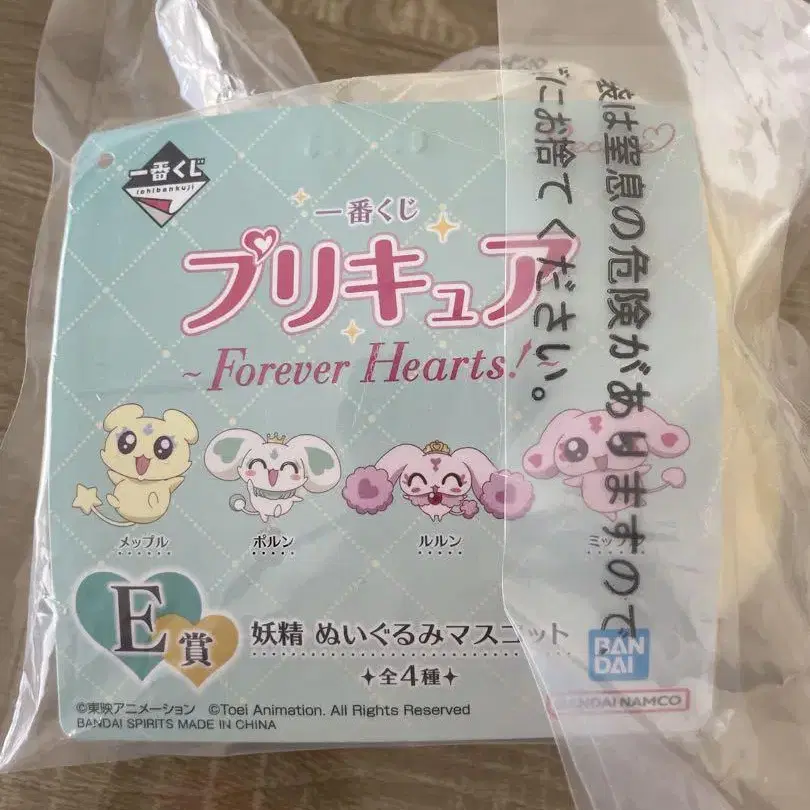 一番くじ
ichibankuji
一番くじ
プリキュア
~Forever Hearts!~
メップル
ポルン
ルルン
ミッ
E賞
妖精 ぬいぐるみマスコット
全4種
©東映アニメーション ©Toei Animation. All Rights Reserved
BANDAI SPIRITS MADE IN CHINA
BAN
DAI
BANDAI NAMCO
袋は窒息の危険がありますので、
にお捨てください。